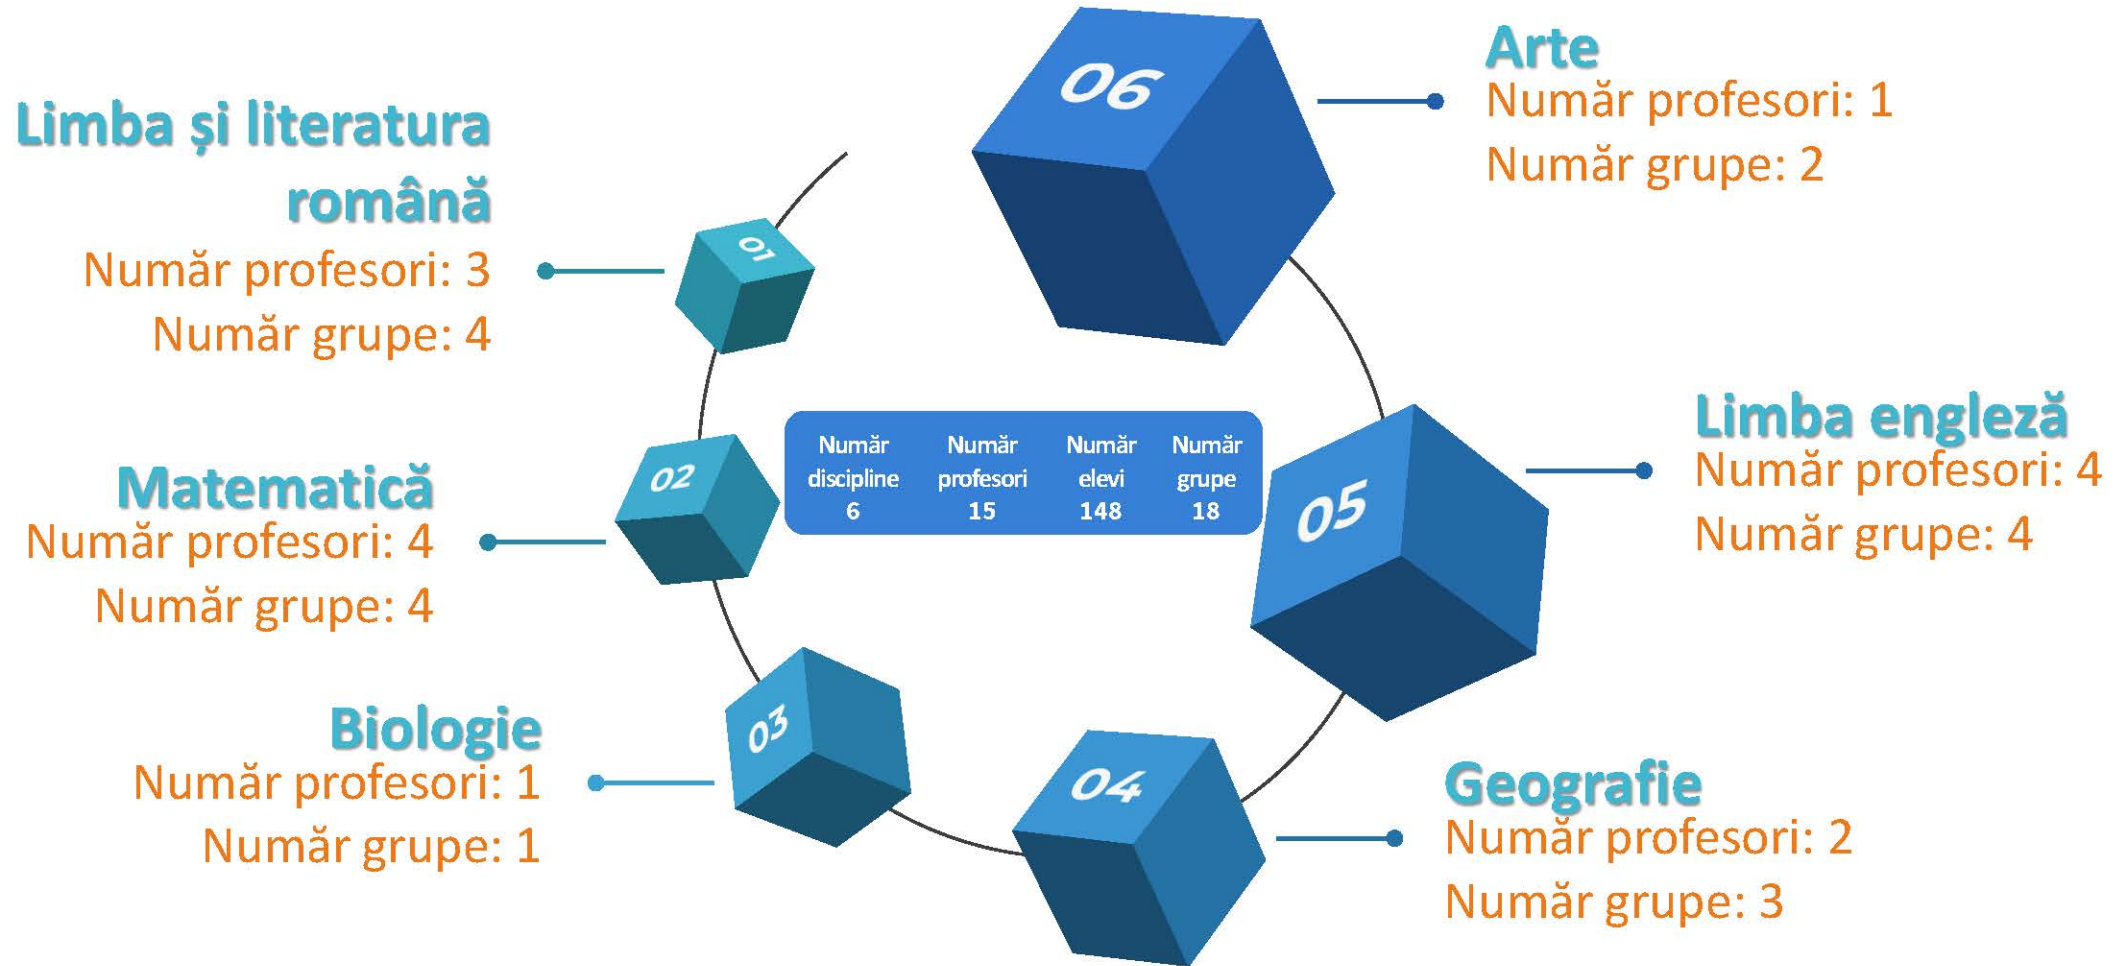 Limba și literatura
română
Număr profesori: 3
Număr grupe: 4
01
Matematică
Număr profesori: 4
Număr grupe: 4
02
Biologie
Număr profesori: 1
Număr grupe: 1
03
Număr discipline 6
Număr profesori 15
Număr elevi 148
Număr grupe 18
04
Geografie
Număr profesori: 2
Număr grupe: 3
05
Limba engleză
Număr profesori: 4
Număr grupe: 4
06
Arte
Număr profesori: 1
Număr grupe: 2